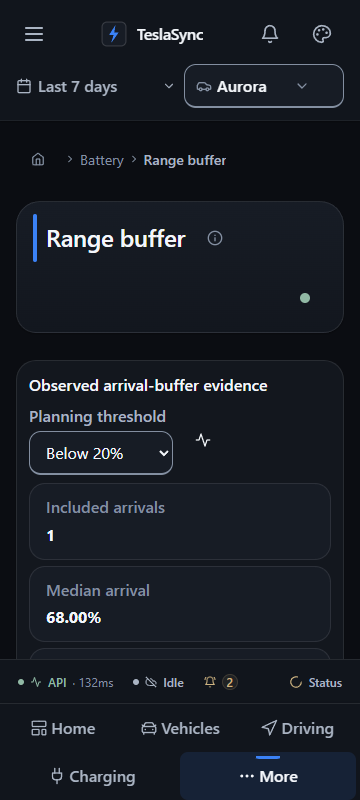 TeslaSync
Last 7 days
Aurora
Battery
Range buffer
Range buffer
Observed arrival-buffer evidence
Planning threshold
Below 20%
Included arrivals
1
Median arrival
68.00%
API · 132ms
Idle
2
Status
Home
Vehicles
Driving
Charging
More